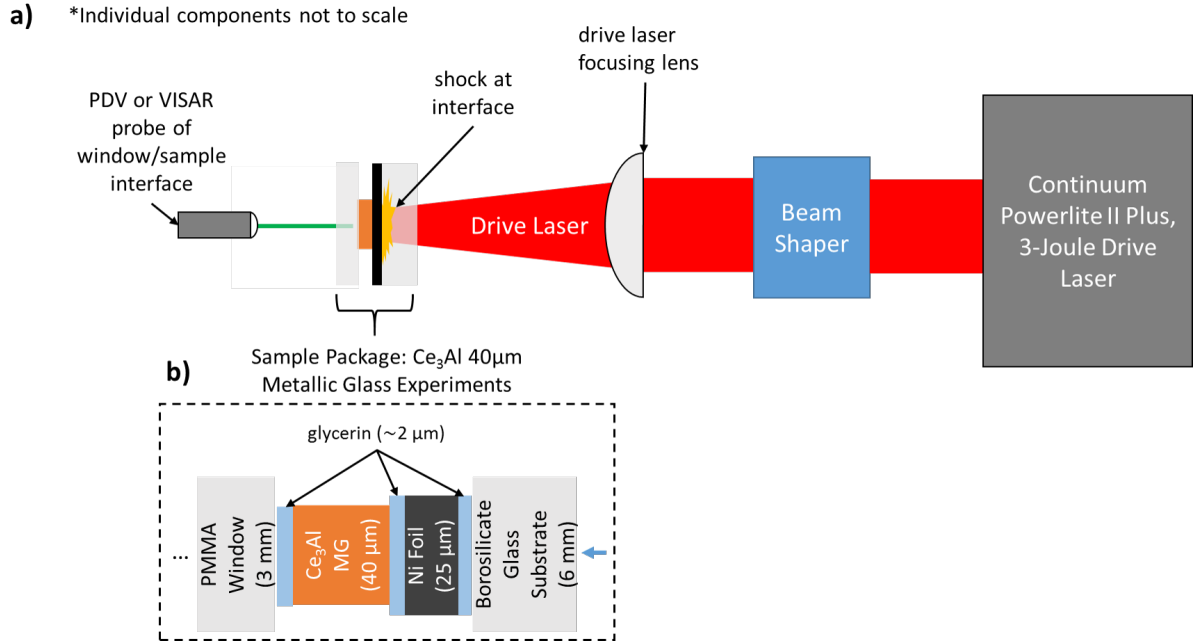 a)
*Individual components not to scale
drive laser
focusing lens
shock at
interface
PDV or VISAR
probe of
window/sample
interface
Drive Laser
Beam
Shaper
Continuum
Powerlite II Plus,
3-Joule Drive
Laser
Sample Package: Ce₃Al 40μm
Metallic Glass Experiments
b)
glycerin (~2 μm)
...
PMMA
Window
(3 mm)
Ce₃Al
MG
(40 μm)
Ni Foil
(25 μm)
Borosilicate
Glass
Substrate
(6 mm)